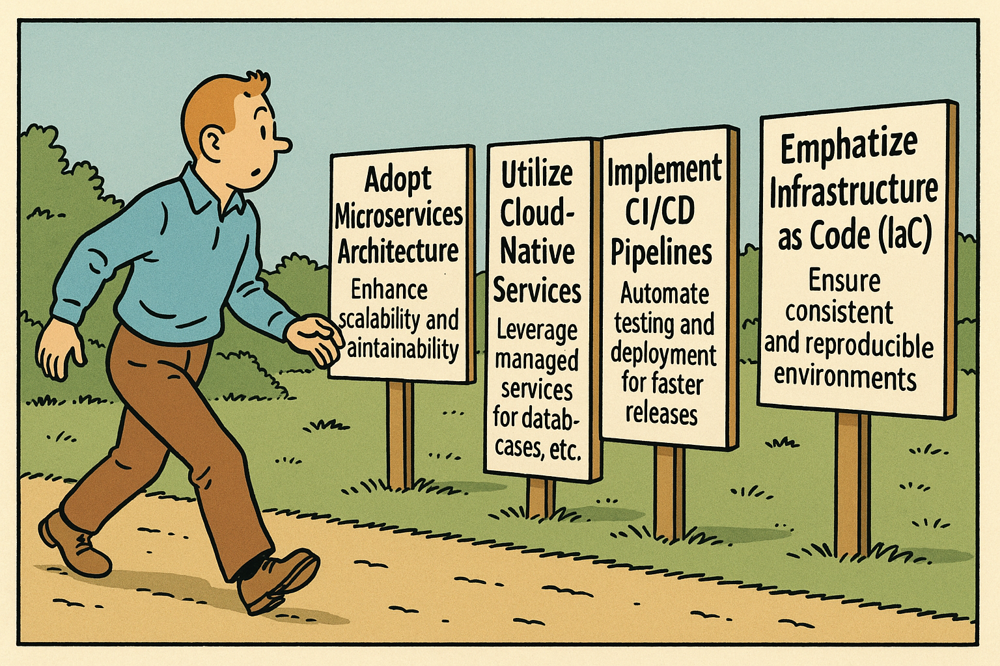 Adopt
Microservices
Architecture
Enhance
scalability and
aintainability
Utilize
Cloud-
Native
Services
Leverage
managed
services
for datab-
cases, etc.
Implement
CI/CD
Pipelines
Automate
testing and
deployment
for faster
releases
Emphatize
Infrastructure
as Code (IaC)
Ensure
consistent
and reproducible
environments